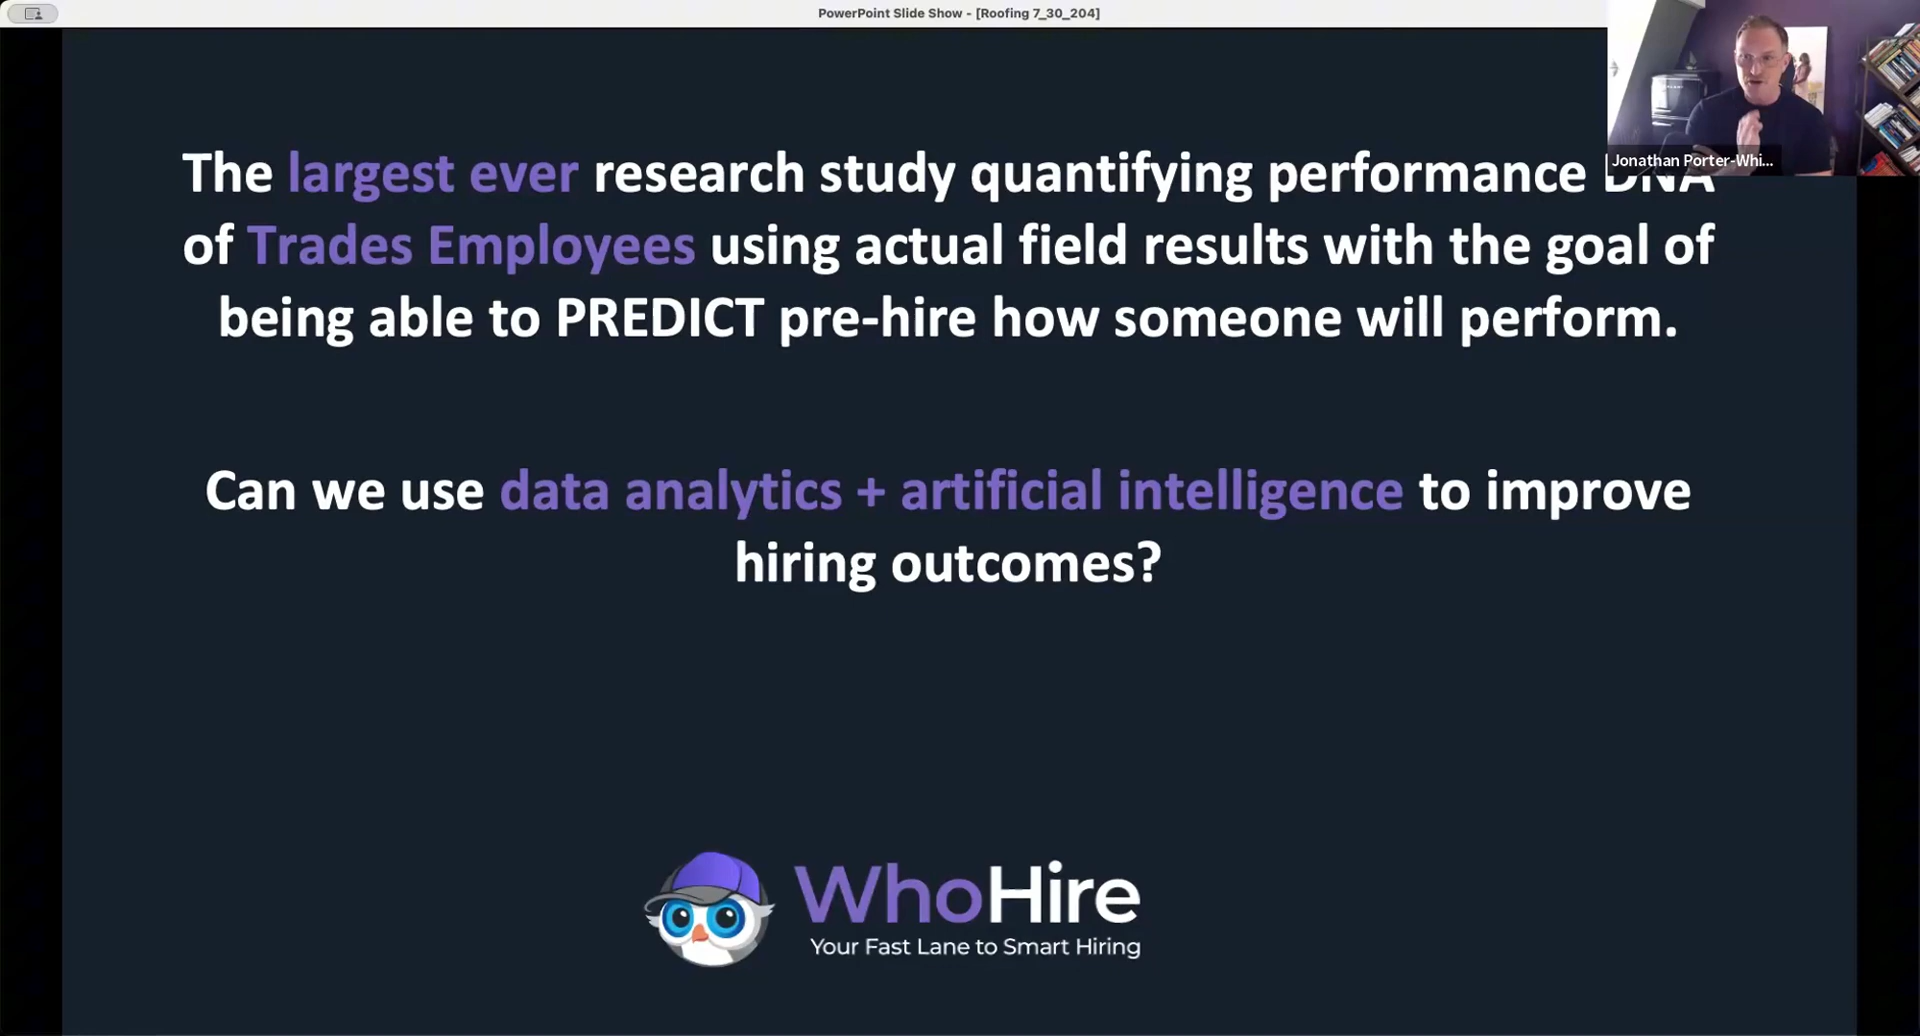 PowerPoint Slide Show - [Roofing 7_30_204]
Jonathan Porter-Whi...
The largest ever research study quantifying performance DNA
of Trades Employees using actual field results with the goal of
being able to PREDICT pre-hire how someone will perform.
Can we use data analytics + artificial intelligence to improve
hiring outcomes?
WhoHire
Your Fast Lane to Smart Hiring